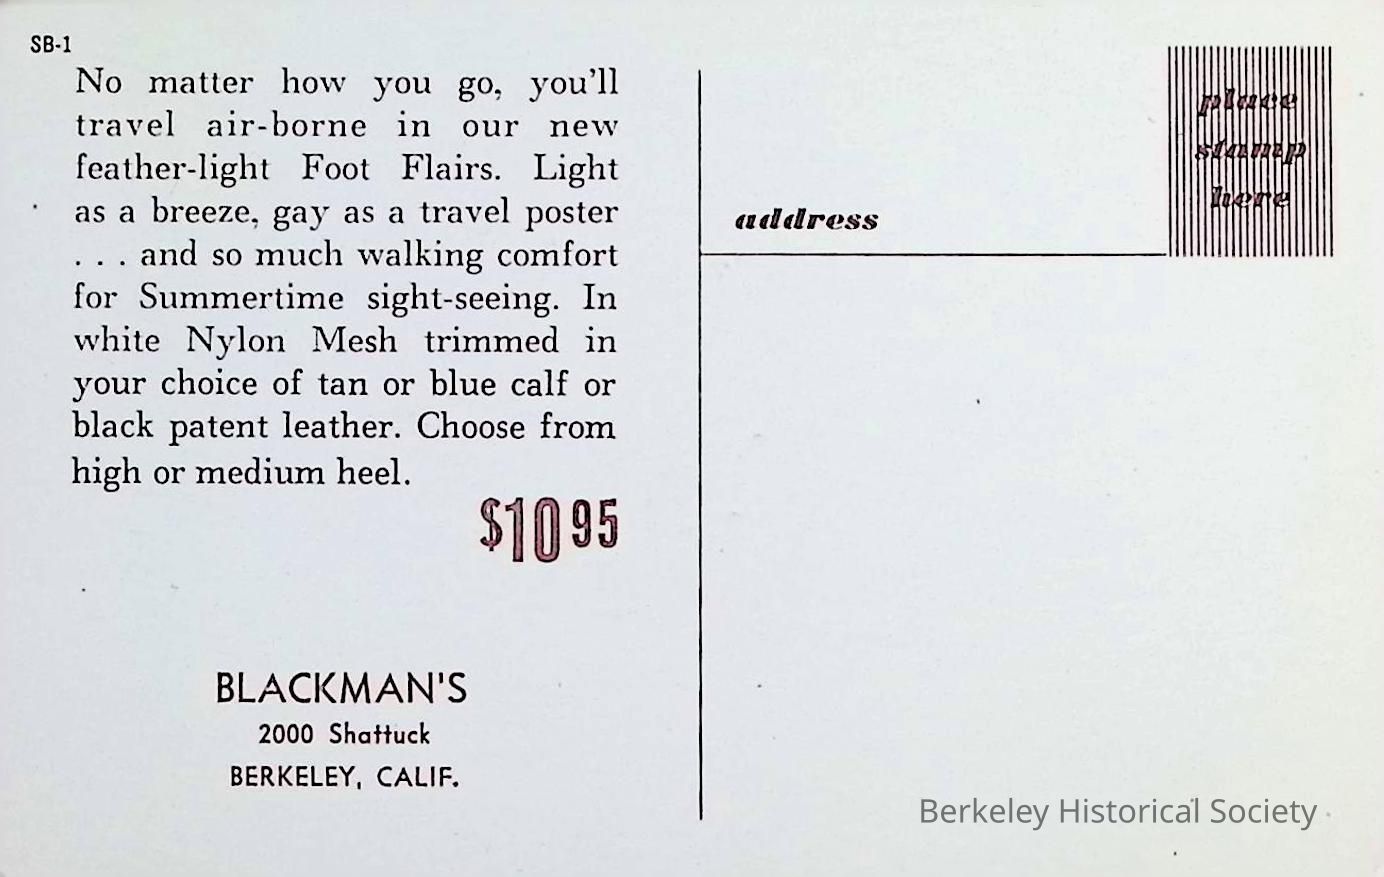 SB-1
No matter how you go, you'll
travel air-borne in our new
feather-light Foot Flairs. Light
as a breeze, gay as a travel poster
. . . and so much walking comfort
for Summertime sight-seeing. In
white Nylon Mesh trimmed in
your choice of tan or blue calf or
black patent leather. Choose from
high or medium heel.
$10 95
BLACKMAN'S
2000 Shattuck
BERKELEY, CALIF.
place
stamp
here
address
Berkeley Historical Society